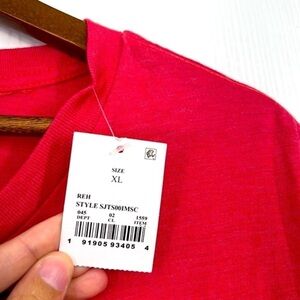 SIZE
XL
REH
STYLE SJTS00IMSC
045 02 1559
DEPT CL ITEM
1 91905 93405 4